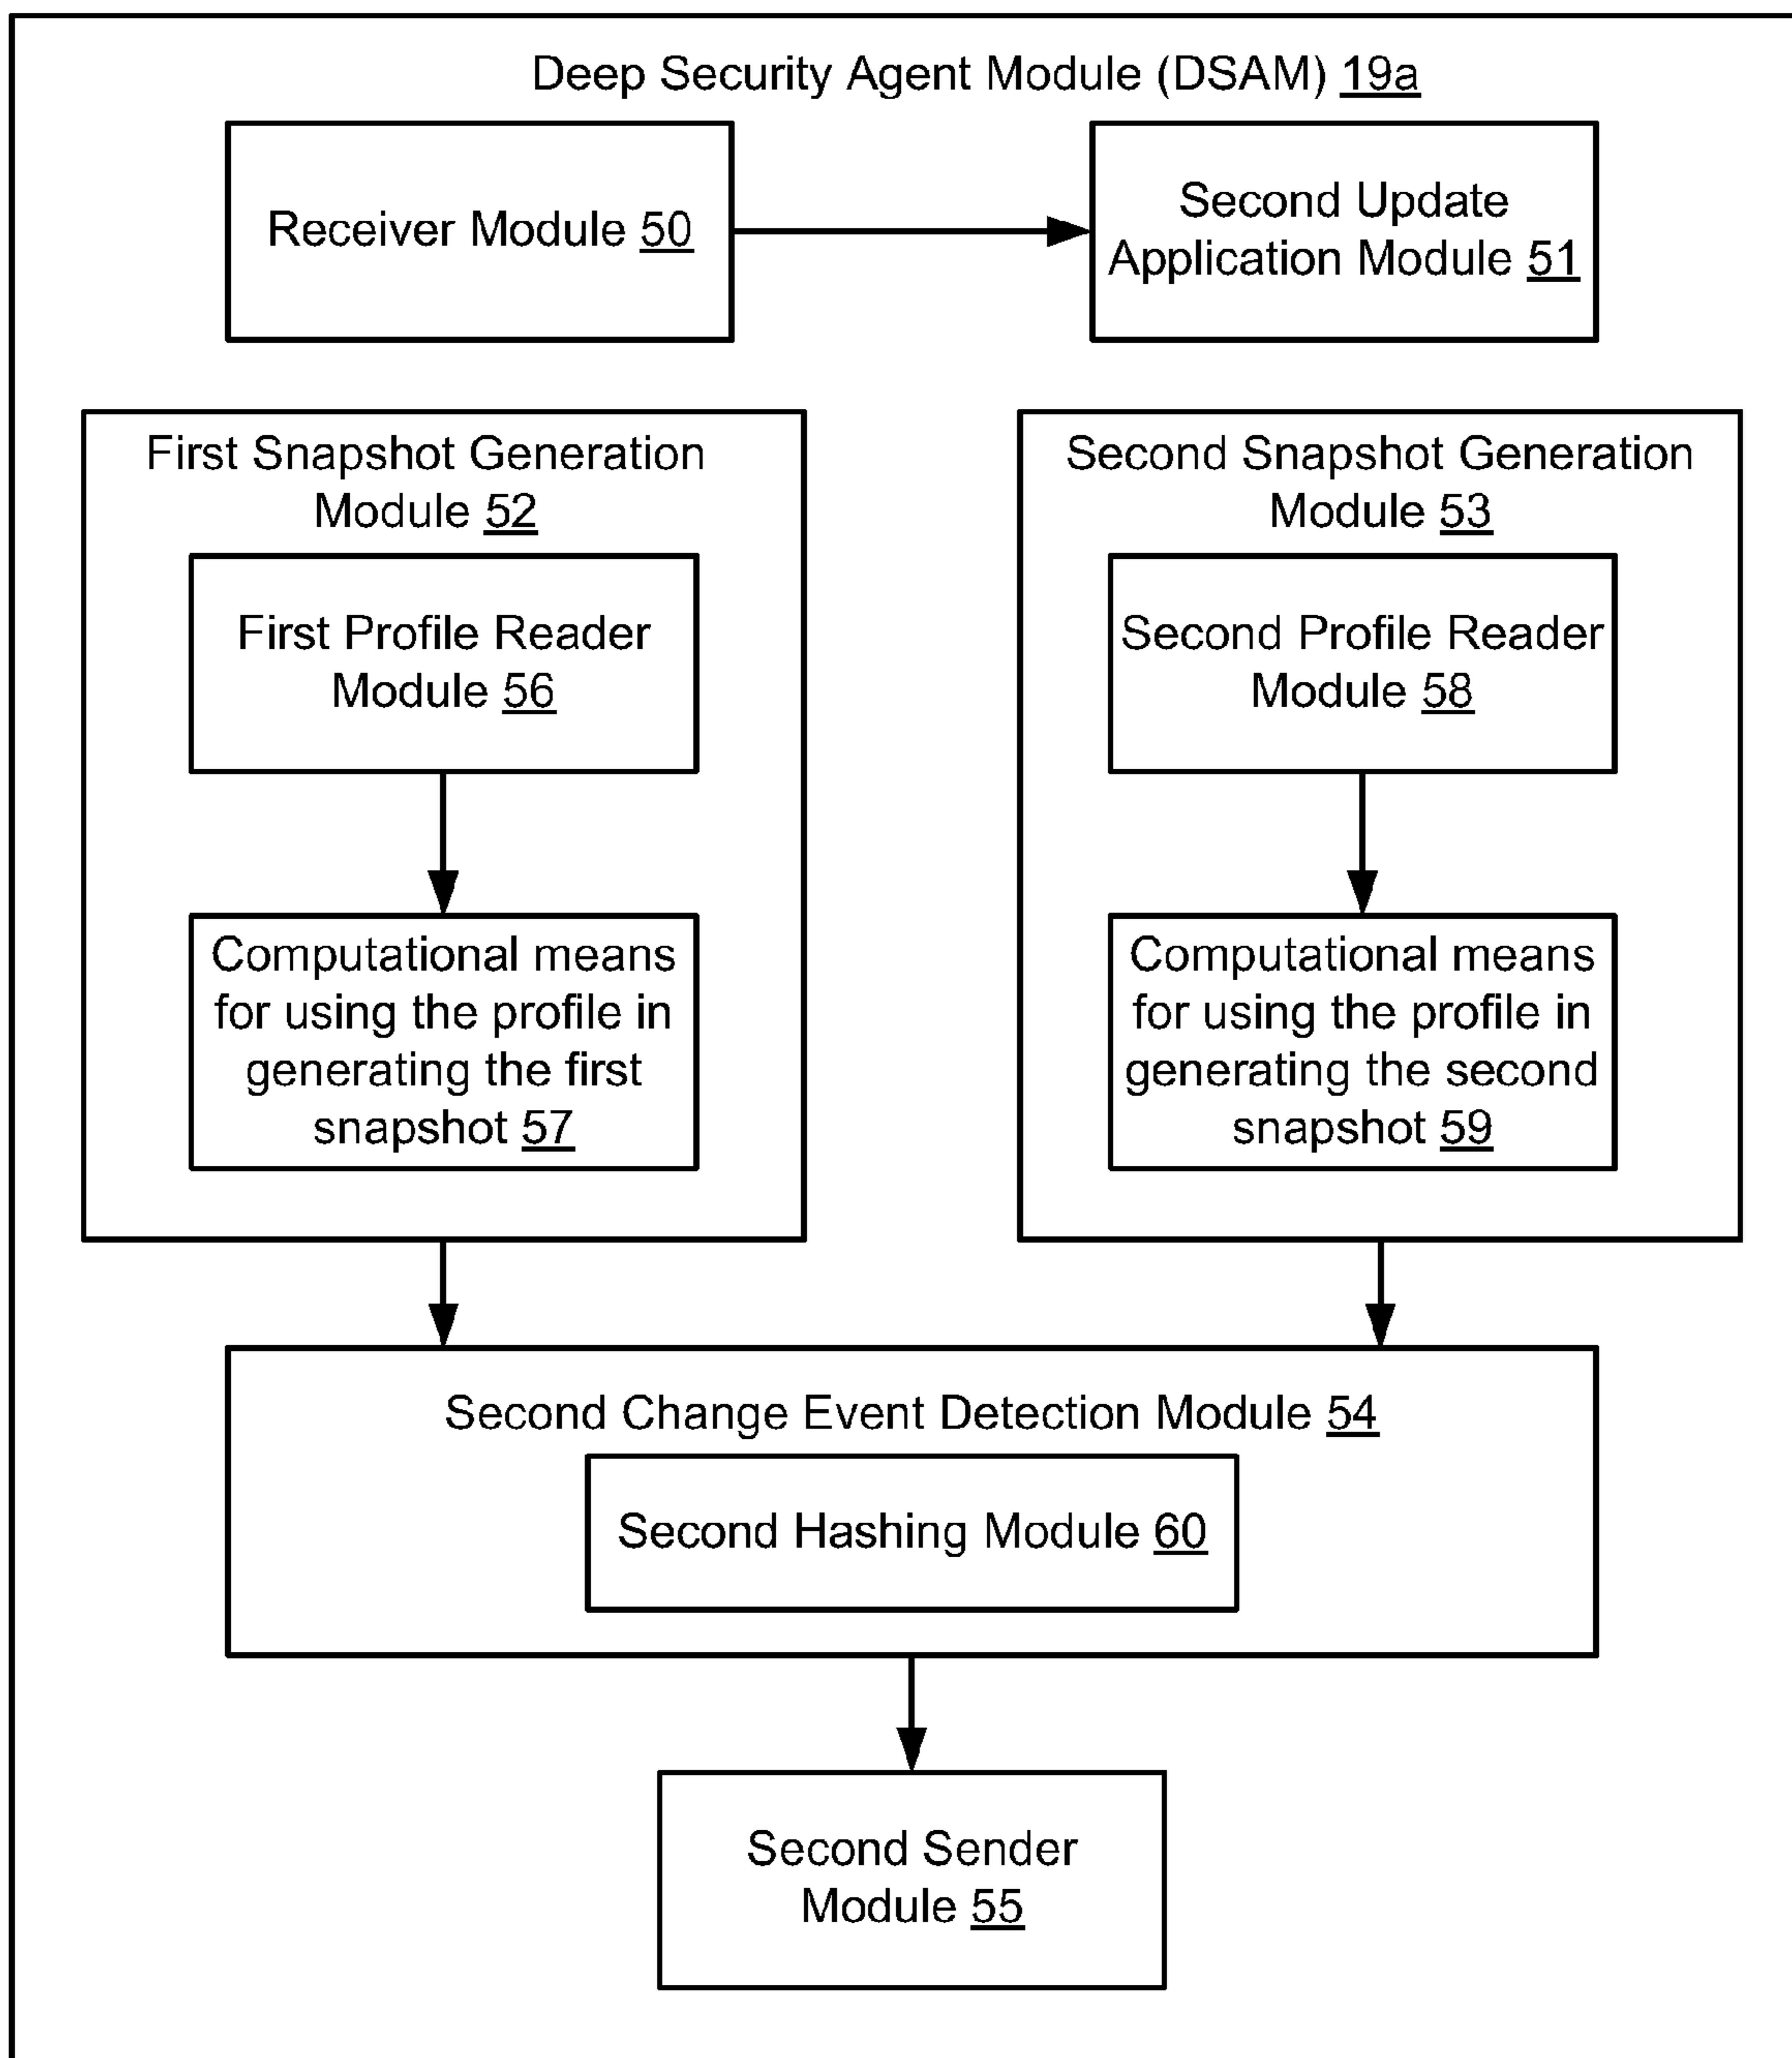 Deep Security Agent Module (DSAM) 19a
Receiver Module 50
Second Update
Application Module 51
First Snapshot Generation
Module 52
First Profile Reader
Module 56
Computational means
for using the profile in
generating the first
snapshot 57
Second Snapshot Generation
Module 53
Second Profile Reader
Module 58
Computational means
for using the profile in
generating the second
snapshot 59
Second Change Event Detection Module 54
Second Hashing Module 60
Second Sender
Module 55